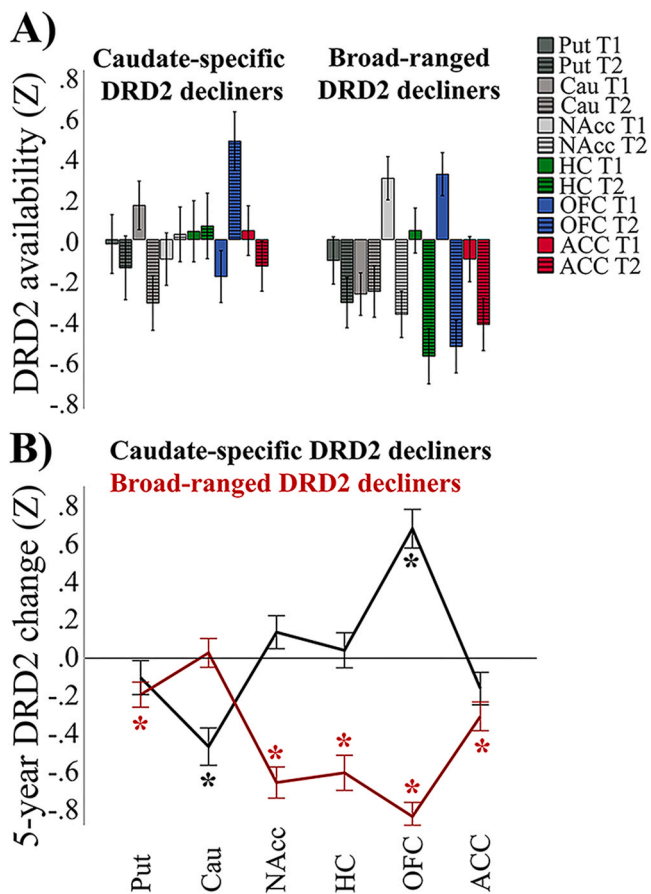 A)
Caudate-specific
DRD2 decliners
Broad-ranged
DRD2 decliners
DRD2 availability (Z)
.8
.6
.4
.2
.0
-.2
-.4
-.6
-.8
Put T1
Put T2
Cau T1
Cau T2
NAcc T1
NAcc T2
HC T1
HC T2
OFC T1
OFC T2
ACC T1
ACC T2
B)
Caudate-specific DRD2 decliners
Broad-ranged DRD2 decliners
5-year DRD2 change (Z)
.8
.6
.4
.2
.0
-.2
-.4
-.6
-.8
*
*
*
*
*
*
*
Put
Cau
NAcc
HC
OFC
ACC